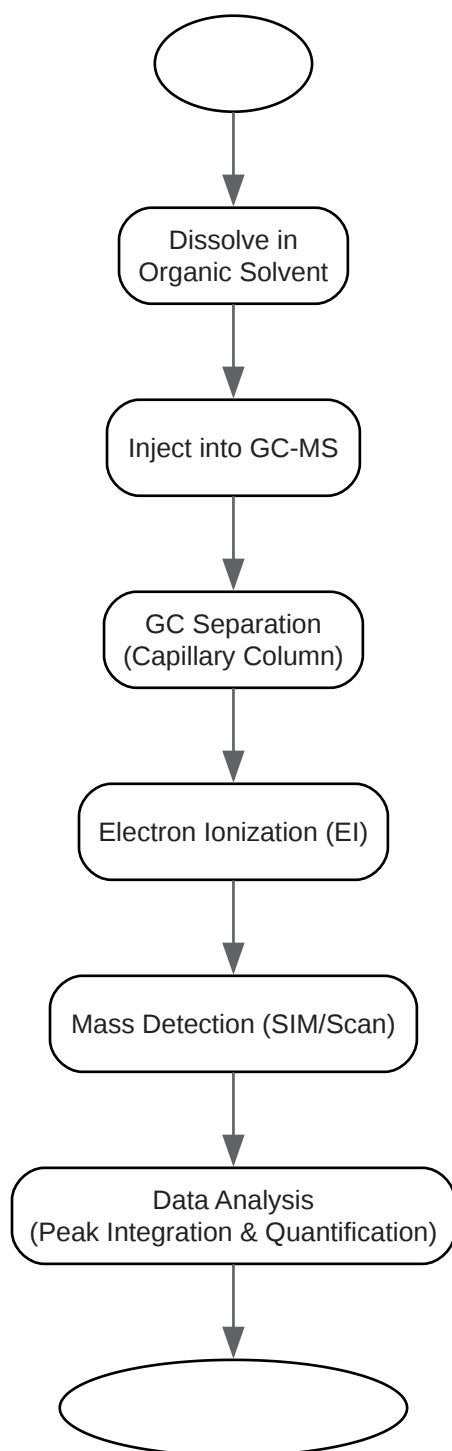 Dissolve in
Organic Solvent
Inject into GC-MS
GC Separation
(Capillary Column)
Electron Ionization (EI)
Mass Detection (SIM/Scan)
Data Analysis
(Peak Integration & Quantification)